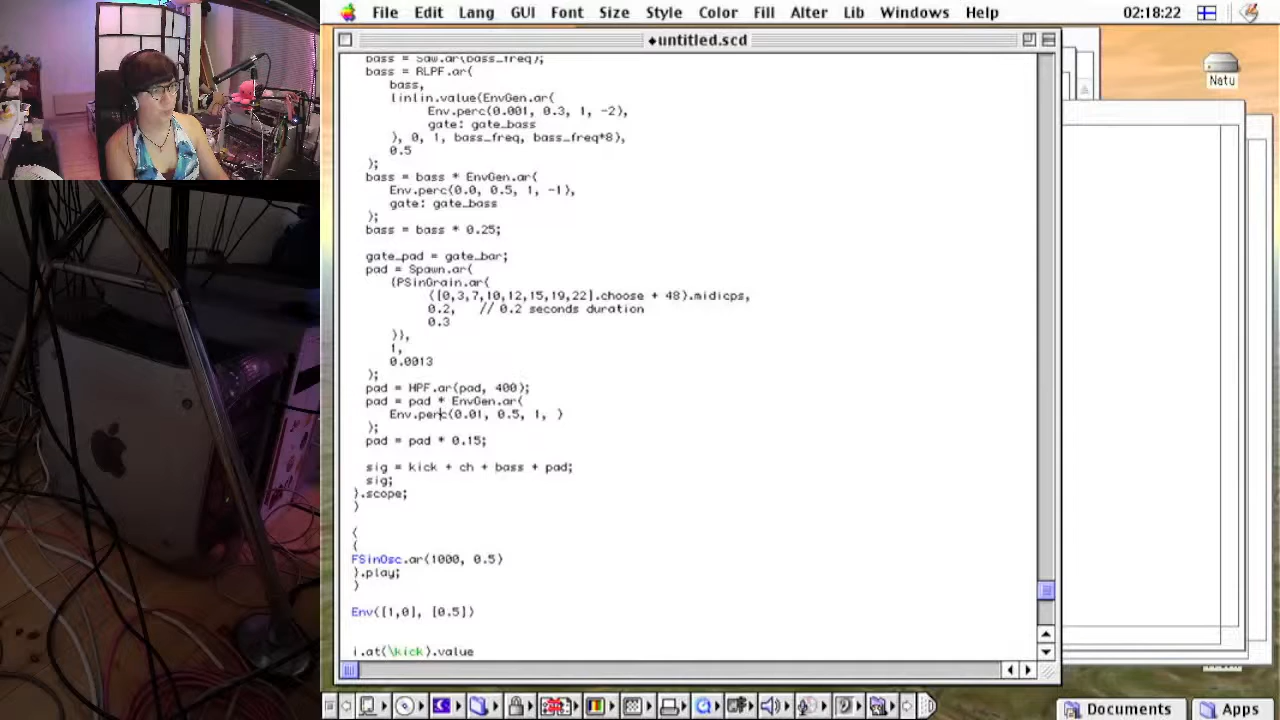 File Edit Lang GUI Font Size Style Color Fill Alter Lib Windows Help 02:18:22
♦untitled.scd
bass = Saw.ar(bass_freq);
bass = RLPF.ar(
bass,
linlin.value(EnvGen.ar(
Env.perc(0.001, 0.3, 1, -2),
gate: gate_bass
), 0, 1, bass_freq, bass_freq*8),
0.5
);
bass = bass * EnvGen.ar(
Env.perc(0.0, 0.5, 1, -1),
gate: gate_bass
);
bass = bass * 0.25;
gate_pad = gate_bar;
pad = Spawn.ar(
{PSinGrain.ar(
([0,3,7,10,12,15,19,22].choose + 48).midicps,
0.2, // 0.2 seconds duration
0.3
)},
1,
0.0013
);
pad = HPF.ar(pad, 400);
pad = pad * EnvGen.ar(
Env.perc(0.01, 0.5, 1, )
);
pad = pad * 0.15;
sig = kick + ch + bass + pad;
sig;
}.scope;
)
(
{
FSinOsc.ar(1000, 0.5)
}.play;
)
Env([1,0], [0.5])
i.at(\kick).value
Natu
Documents
Apps